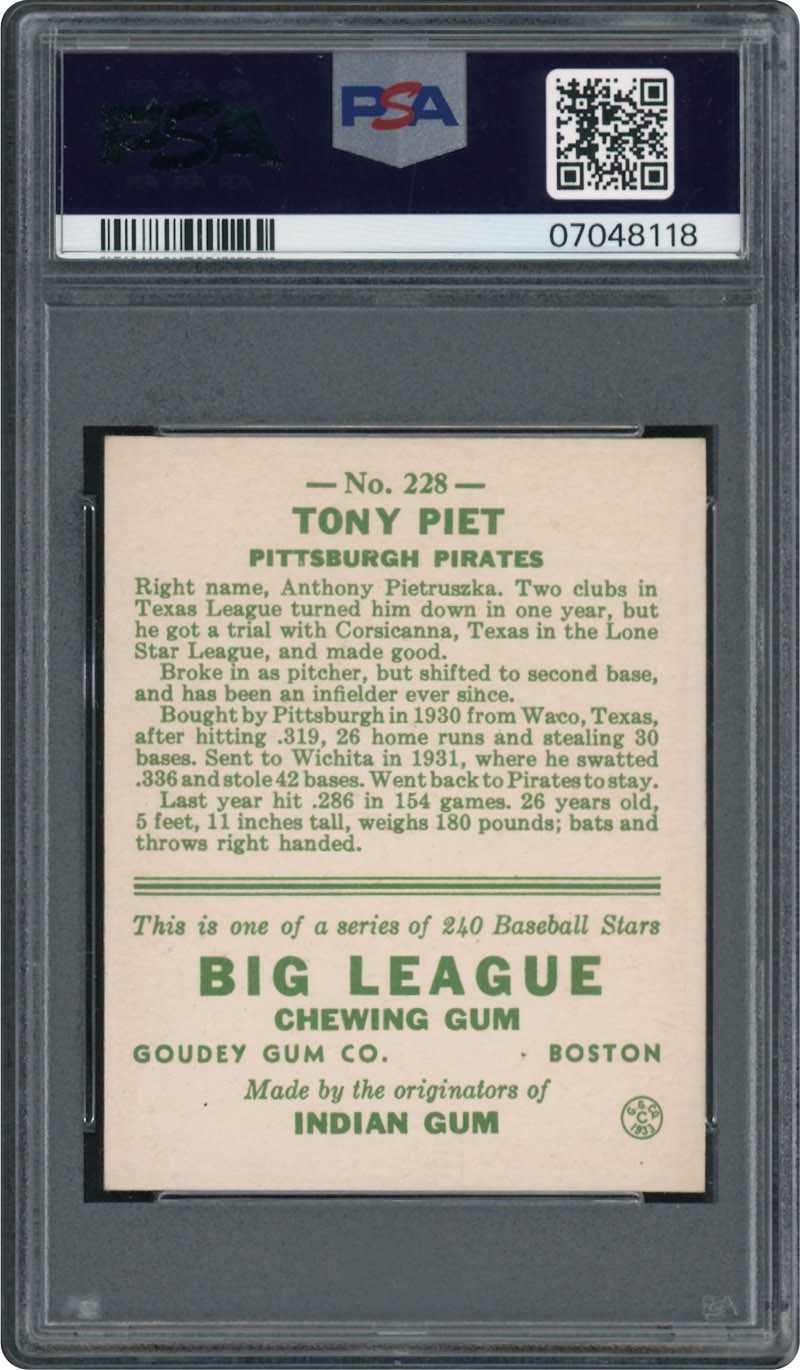 PSA
PSA
07048118
— No. 228 —
TONY PIET
PITTSBURGH PIRATES
Right name, Anthony Pietruszka. Two clubs in
Texas League turned him down in one year, but
he got a trial with Corsicanna, Texas in the Lone
Star League, and made good.
Broke in as pitcher, but shifted to second base,
and has been an infielder ever since.
Bought by Pittsburgh in 1930 from Waco, Texas,
after hitting .319, 26 home runs and stealing 30
bases. Sent to Wichita in 1931, where he swatted
.336 and stole 42 bases. Went back to Pirates to stay.
Last year hit .286 in 154 games. 26 years old,
5 feet, 11 inches tall, weighs 180 pounds; bats and
throws right handed.
This is one of a series of 240 Baseball Stars
BIG LEAGUE
CHEWING GUM
GOUDEY GUM CO. BOSTON
Made by the originators of
INDIAN GUM
G. G. CO.
C
1933
PSA